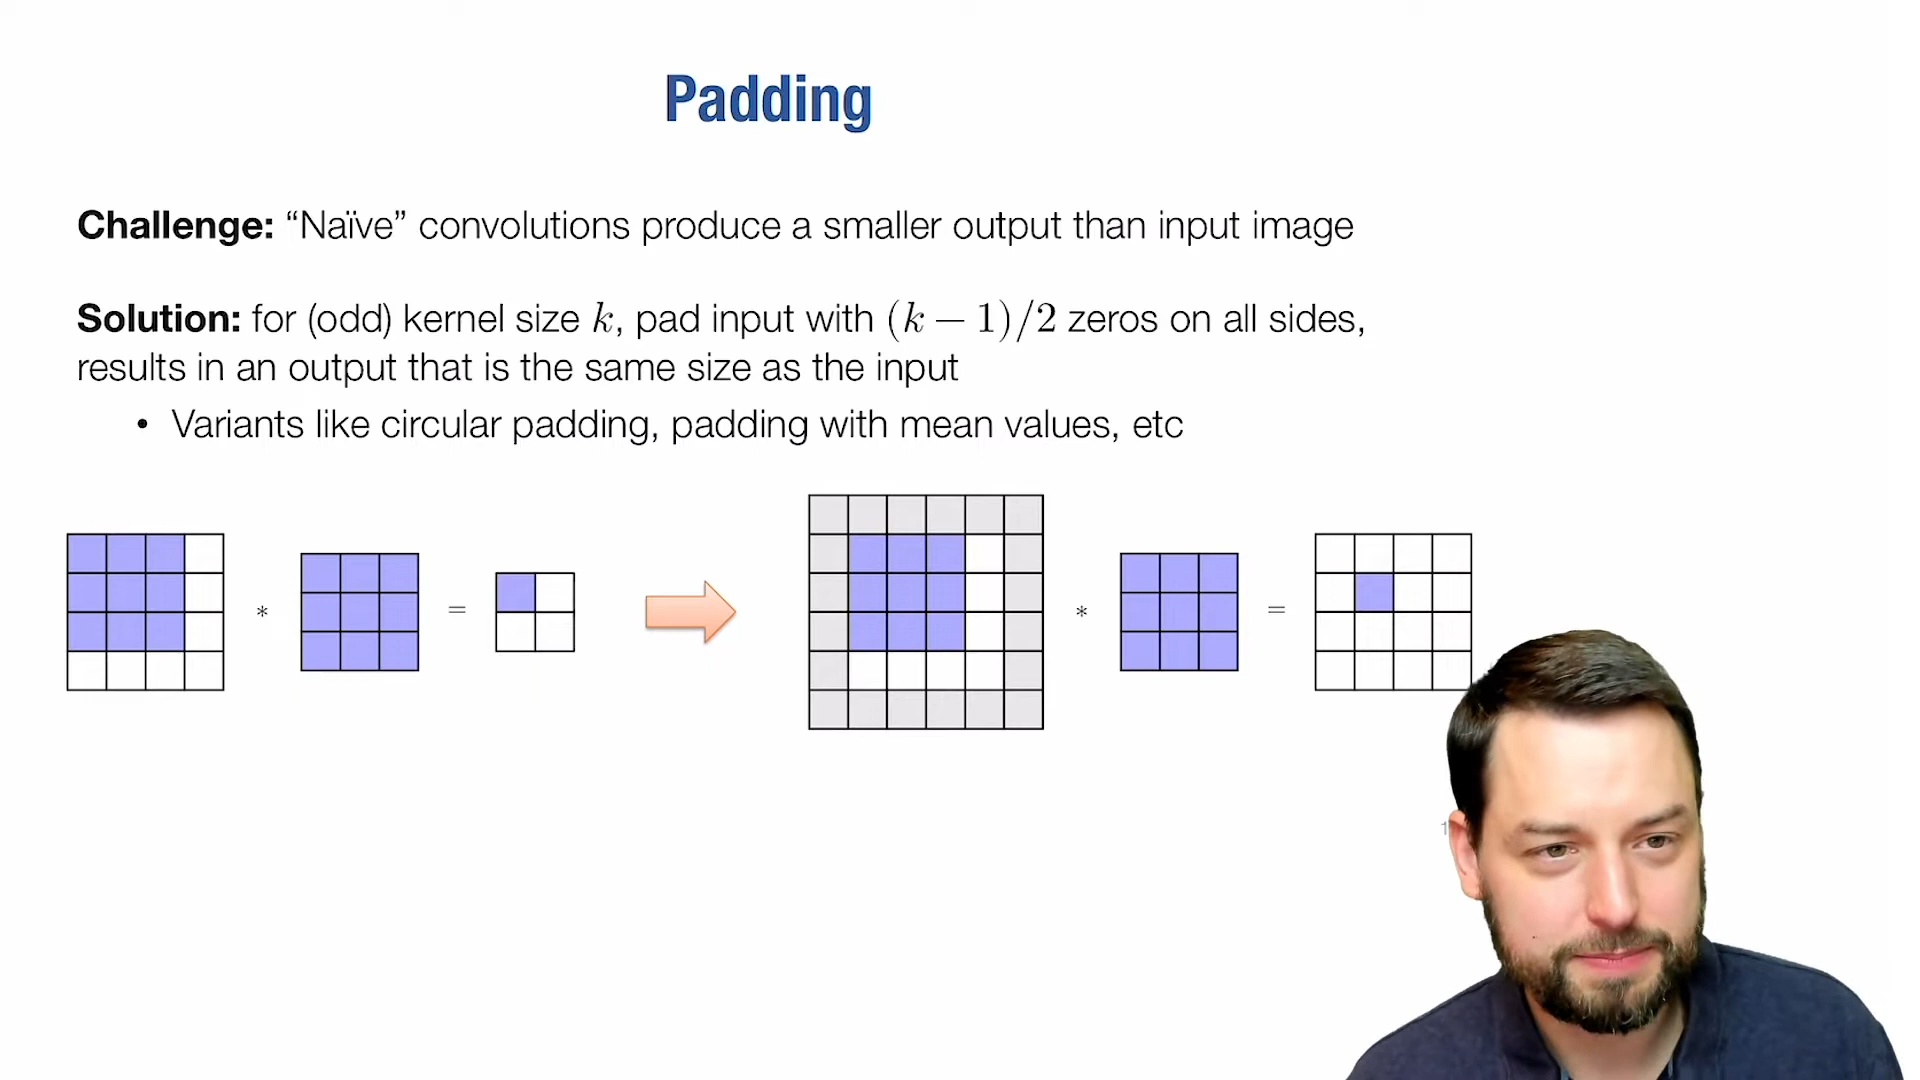 Padding
Challenge: “Naïve” convolutions produce a smaller output than input image
Solution: for (odd) kernel size k, pad input with (k − 1)/2 zeros on all sides,
results in an output that is the same size as the input
• Variants like circular padding, padding with mean values, etc
* = * =